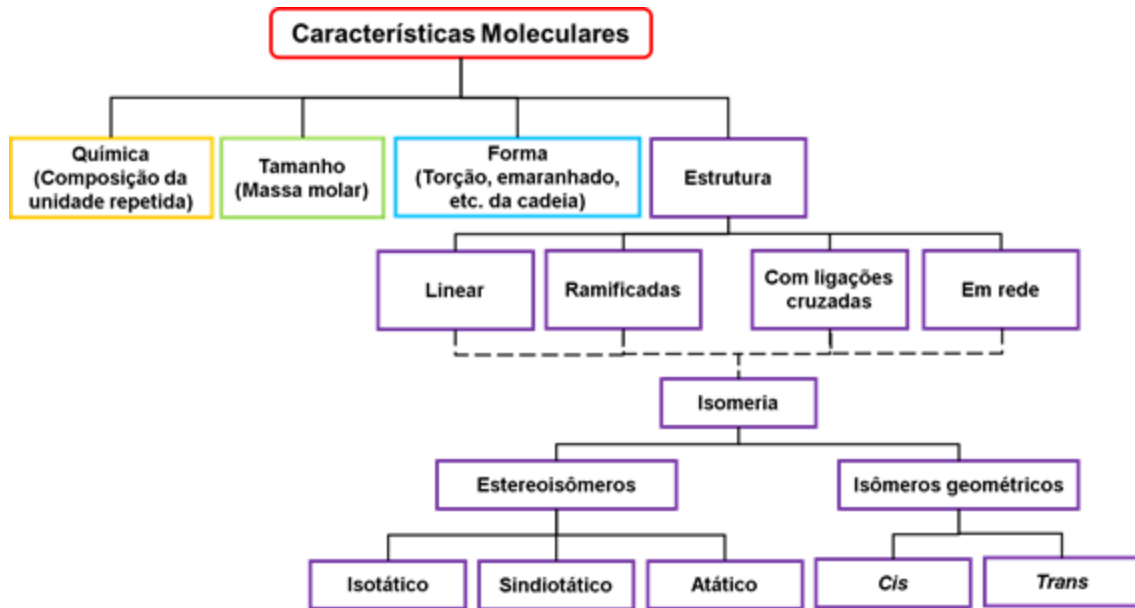 Características Moleculares
Química
(Composição da
unidade repetida)
Tamanho
(Massa molar)
Forma
(Torção, emaranhado,
etc. da cadeia)
Estrutura
Linear
Ramificadas
Com ligações
cruzadas
Em rede
Isomeria
Estereoisômeros
Isômeros geométricos
Isotático
Sindiotático
Atático
Cis
Trans